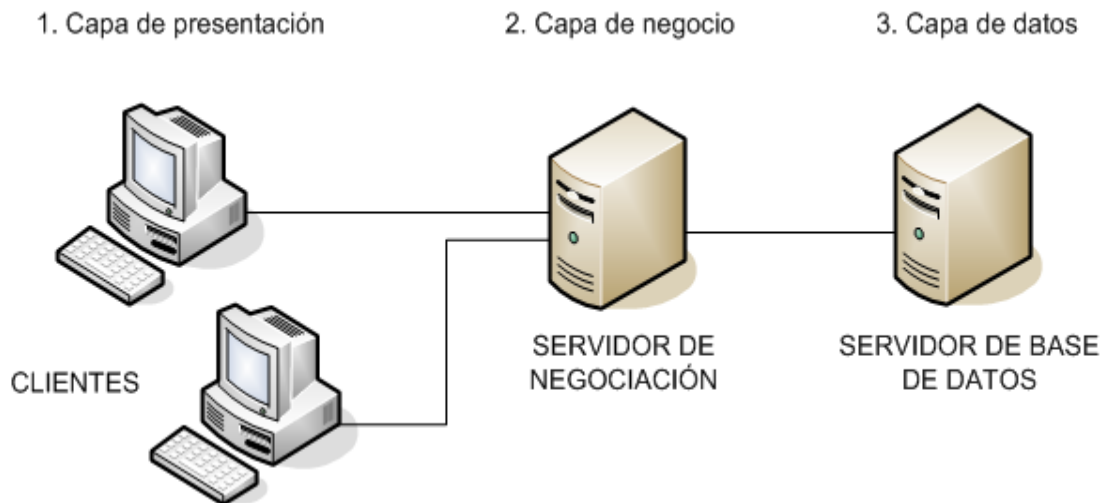 1. Capa de presentación
2. Capa de negocio
3. Capa de datos
CLIENTES
SERVIDOR DE
NEGOCIACIÓN
SERVIDOR DE BASE
DE DATOS